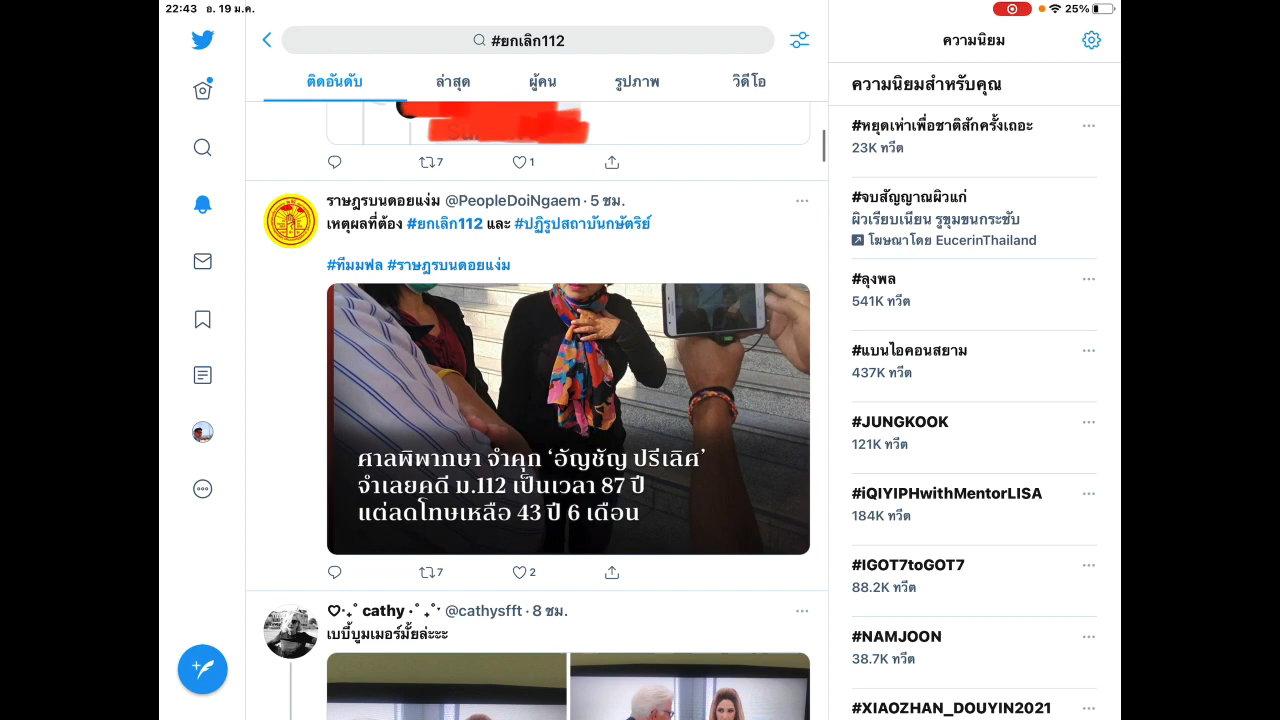 22:43 อ. 19 ม.ค.
25%
#ยกเลิก112
ติดอันดับ ล่าสุด ผู้คน รูปภาพ วิดีโอ
7 1
ราษฎรบนดอยแง่ม @PeopleDoiNgaem · 5 ชม.
เหตุผลที่ต้อง #ยกเลิก112 และ #ปฏิรูปสถาบันกษัตริย์
#ทีมมฟล #ราษฎรบนดอยแง่ม
ศาลพิพากษา จำคุก ‘อัญชัญ ปรีเลิศ’
จำเลยคดี ม.112 เป็นเวลา 87 ปี
แต่ลดโทษเหลือ 43 ปี 6 เดือน
7 2
cathy @cathysfft · 8 ชม.
เบบี้บูมเมอร์มั้ยล่ะะะ
ความนิยม
ความนิยมสำหรับคุณ
#หยุดเห่าเพื่อชาติสักครั้งเถอะ
23K ทวีต
#จบสัญญาณผิวแก่
ผิวเรียบเนียน รูขุมขนกระชับ
โฆษณาโดย EucerinThailand
#ลุงพล
541K ทวีต
#แบนไอคอนสยาม
437K ทวีต
#JUNGKOOK
121K ทวีต
#iQIYIPHwithMentorLISA
184K ทวีต
#IGOT7toGOT7
88.2K ทวีต
#NAMJOON
38.7K ทวีต
#XIAOZHAN_DOUYIN2021